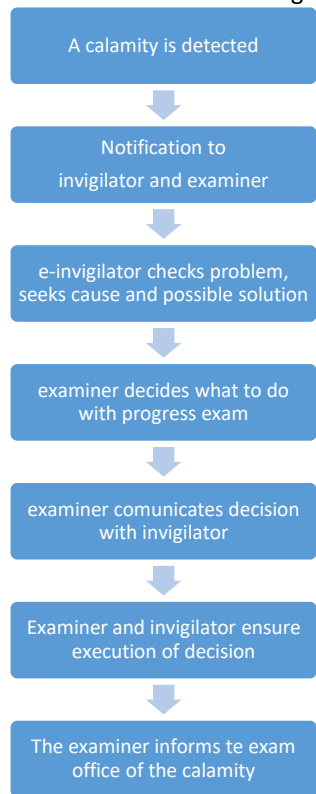 A calamity is detected
Notification to
invigilator and examiner
e-invigilator checks problem,
seeks cause and possible solution
examiner decides what to do
with progress exam
examiner comunicates decision
with invigilator
Examiner and invigilator ensure
execution of decision
The examiner informs te exam
office of the calamity